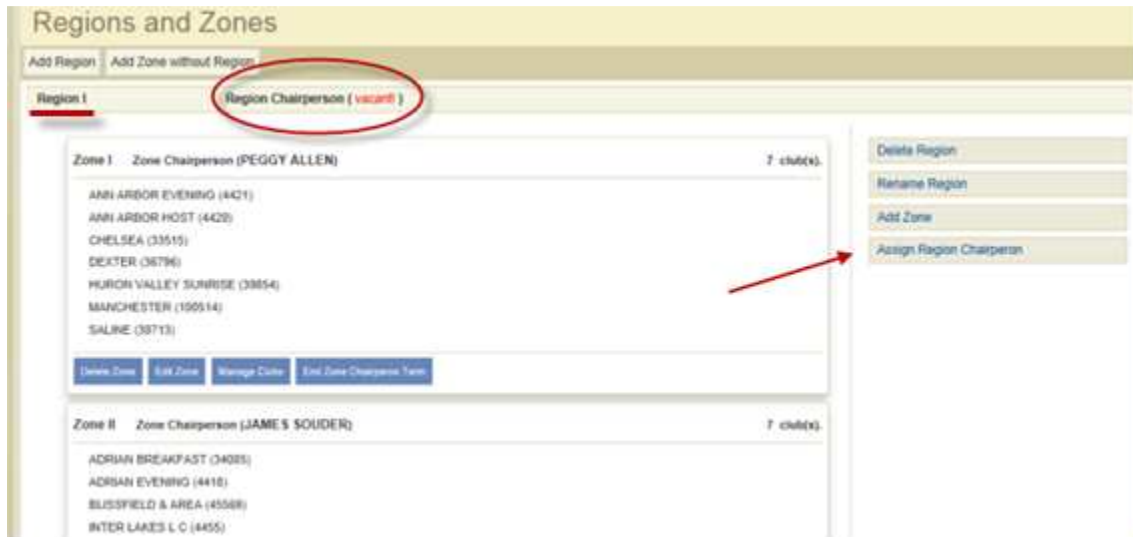 Regions and Zones
Add Region Add Zone without Region
Region I Region Chairperson ( vacant )
Zone I Zone Chairperson (PEGGY ALLEN) 7 club(s).
ANN ARBOR EVENING (4421)
ANN ARBOR HOST (4420)
CHELSEA (33515)
DEXTER (36796)
HURON VALLEY SUNRISE (39854)
MANCHESTER (100514)
SALINE (30713)
Delete Zone Edit Zone Manage Clubs End Zone Chairperson Term
Zone II Zone Chairperson (JAMES SOUDER) 7 club(s).
ADRIAN BREAKFAST (34085)
ADRIAN EVENING (4418)
BLISSFIELD & AREA (45569)
INTER LAKES L C (4455)
Delete Region
Rename Region
Add Zone
Assign Region Chairperon